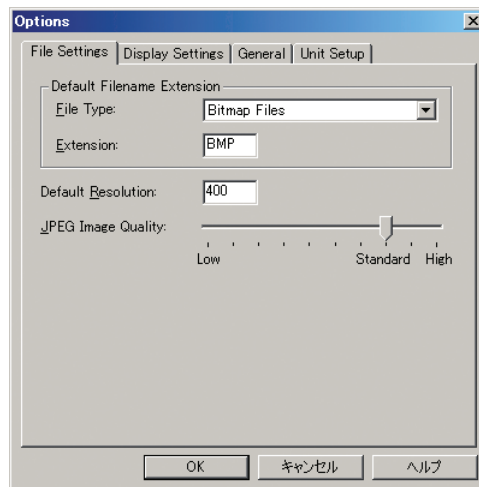 Options
File Settings Display Settings General Unit Setup
Default Filename Extension
File Type: Bitmap Files
Extension: BMP
Default Resolution: 400
JPEG Image Quality:
Low Standard High
OK キャンセル ヘルプ